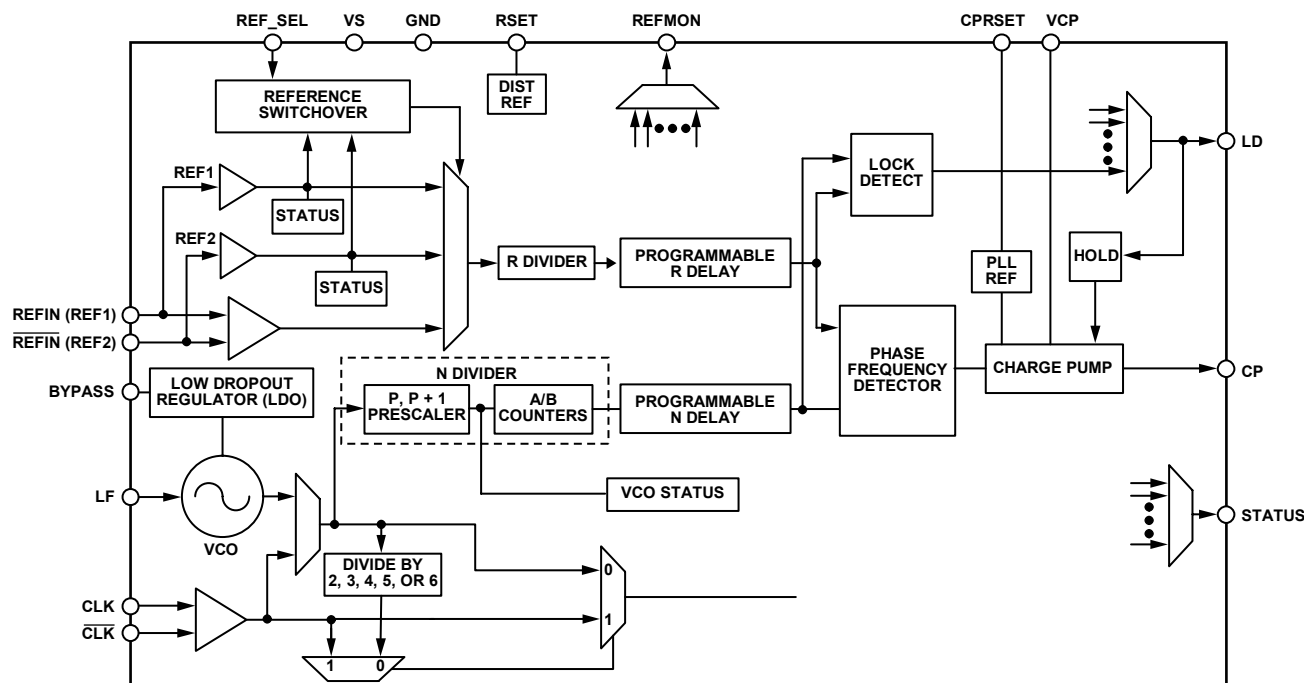 REF_SEL
VS
GND
RSET
REFMON
CPRSET
VCP
REFERENCE
SWITCHOVER
DIST
REF
LD
LOCK
DETECT
REF1
STATUS
REF2
STATUS
R DIVIDER
PROGRAMMABLE
R DELAY
PLL
REF
HOLD
REFIN (REF1)
REFIN (REF2)
BYPASS
LOW DROPOUT
REGULATOR (LDO)
N DIVIDER
P, P + 1
PRESCALER
A/B
COUNTERS
PROGRAMMABLE
N DELAY
PHASE
FREQUENCY
DETECTOR
CHARGE PUMP
CP
LF
VCO
VCO STATUS
STATUS
DIVIDE BY
2, 3, 4, 5, OR 6
0
1
CLK
CLK
1
0